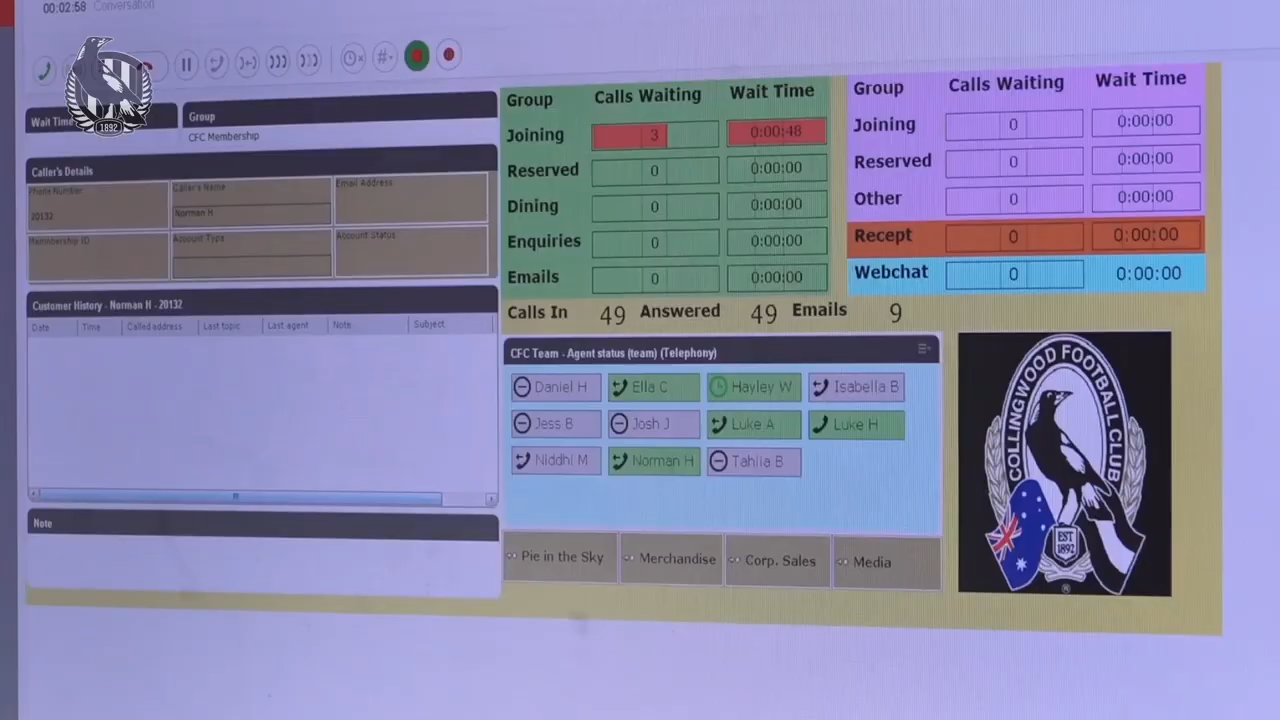 00:02:58 Conversation
1892
Wait Time
Group
CFC Membership
Caller's Details
Phone Number
Caller's Name
Email Address
20132
Norman H
Membership ID
Account Type
Account Status
Customer History - Norman H - 20132
Date Time Called address Last topic Last agent Note Subject
Note
Group Calls Waiting Wait Time
Joining 3 0:00:48
Reserved 0 0:00:00
Dining 0 0:00:00
Enquiries 0 0:00:00
Emails 0 0:00:00
Calls In 49 Answered 49 Emails 9
Group Calls Waiting Wait Time
Joining 0 0:00:00
Reserved 0 0:00:00
Other 0 0:00:00
Recept 0 0:00:00
Webchat 0 0:00:00
CFC Team - Agent status (team) (Telephony)
Daniel H Ella C Hayley W Isabella B
Jess B Josh J Luke A Luke H
Niddhi M Norman H Tahlia B
Pie in the Sky Merchandise Corp. Sales Media
COLLINGWOOD FOOTBALL CLUB
EST
1892